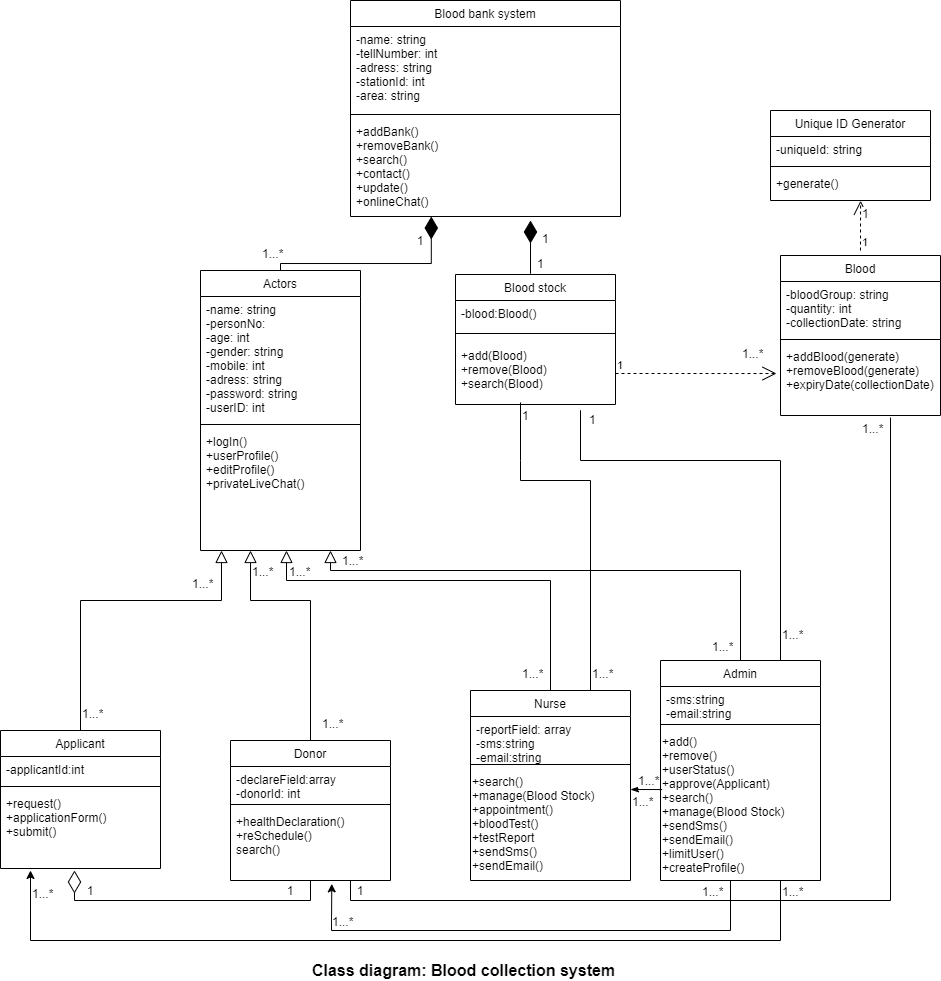 Blood bank system
-name: string
-tellNumber: int
-adress: string
-stationId: int
-area: string
+addBank()
+removeBank()
+search()
+contact()
+update()
+onlineChat()
1
1
1
1...*
Unique ID Generator
-uniqueId: string
+generate()
1
1
Actors
-name: string
-personNo:
-age: int
-gender: string
-mobile: int
-adress: string
-password: string
-userID: int
+logIn()
+userProfile()
+editProfile()
+privateLiveChat()
Blood stock
-blood:Blood()
+add(Blood)
+remove(Blood)
+search(Blood)
1
1...*
Blood
-bloodGroup: string
-quantity: int
-collectionDate: string
+addBlood(generate)
+removeBlood(generate)
+expiryDate(collectionDate)
1
1
1...*
1...*
1...*
1...*
1...*
1...*
1...*
1...*
1...*
1...*
1...*
Applicant
-applicantId:int
+request()
+applicationForm()
+submit()
Donor
-declareField:array
-donorId: int
+healthDeclaration()
+reSchedule()
search()
Nurse
-reportField: array
-sms:string
-email:string
+search()
+manage(Blood Stock)
+appointment()
+bloodTest()
+testReport
+sendSms()
+sendEmail()
Admin
-sms:string
-email:string
+add()
+remove()
+userStatus()
+approve(Applicant)
+search()
+manage(Blood Stock)
+sendSms()
+sendEmail()
+limitUser()
+createProfile()
1...*
1...*
1...*
1
1
1
1...*
1...*
1...*
Class diagram: Blood collection system